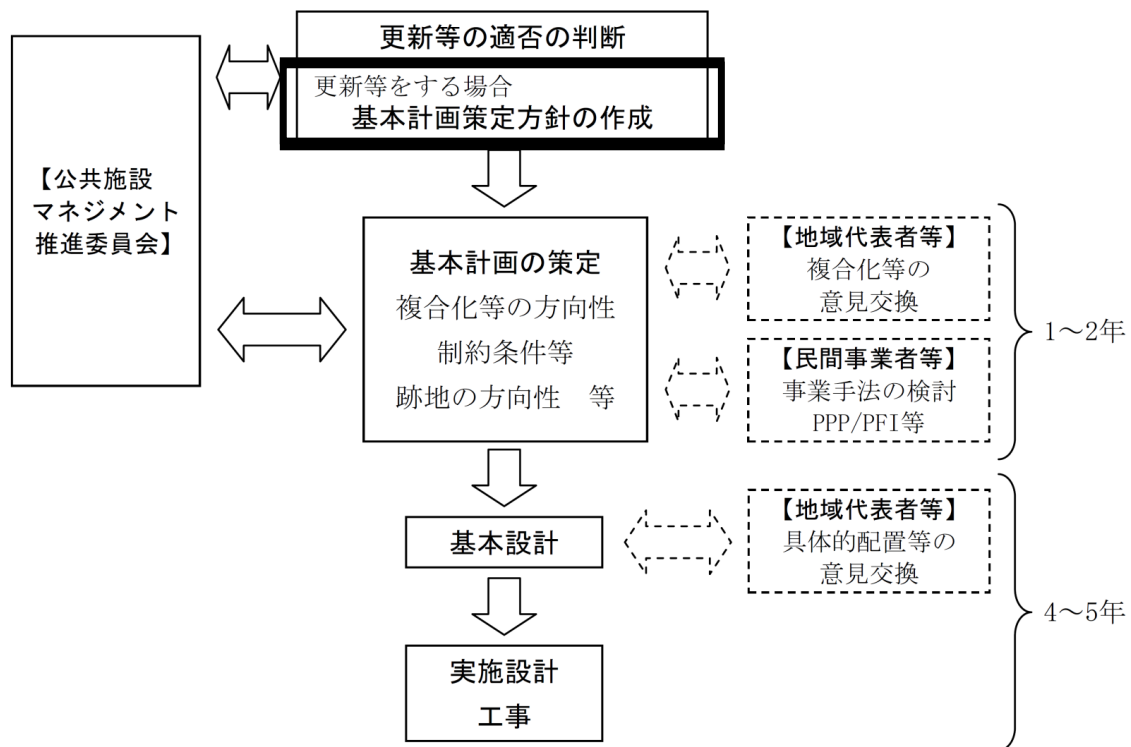 更新等の適否の判断
更新等をする場合
基本計画策定方針の作成
【公共施設
マネジメント
推進委員会】
基本計画の策定
複合化等の方向性
制約条件等
跡地の方向性　等
【地域代表者等】
複合化等の
意見交換
【民間事業者等】
事業手法の検討
PPP/PFI等
1～2年
基本設計
【地域代表者等】
具体的配置等の
意見交換
実施設計
工事
4～5年